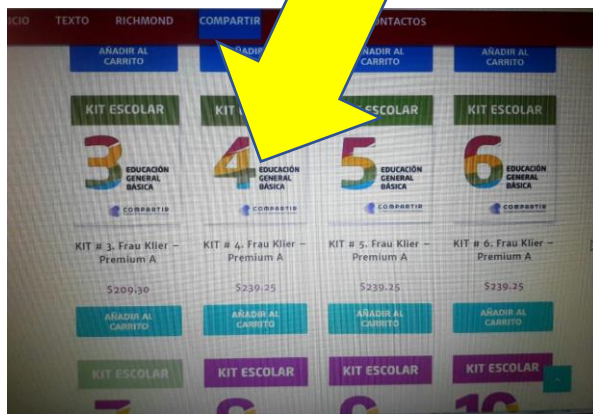 TEXTO RICHMOND COMPARTIR CONTACTOS
AÑADIR AL
CARRITO
AÑADIR AL
CARRITO
AÑADIR AL
CARRITO
KIT ESCOLAR
3
EDUCACIÓN
GENERAL
BÁSICA
COMPARTIR
KIT # 3. Frau Klier –
Premium A
$209.30
AÑADIR AL
CARRITO
KIT
4
EDUCACIÓN
GENERAL
BÁSICA
COMPARTIR
KIT # 4. Frau Klier –
Premium A
$239.25
AÑADIR AL
CARRITO
ESCOLAR
5
EDUCACIÓN
GENERAL
BÁSICA
COMPARTIR
KIT # 5. Frau Klier –
Premium A
$239.25
AÑADIR AL
CARRITO
KIT ESCOLAR
6
EDUCACIÓN
GENERAL
BÁSICA
COMPARTIR
KIT # 6. Frau Klier –
Premium A
$239.25
AÑADIR AL
CARRITO
KIT ESCOLAR
KIT ESCOLAR
KIT ESCOLAR
KIT ESCOLAR
10